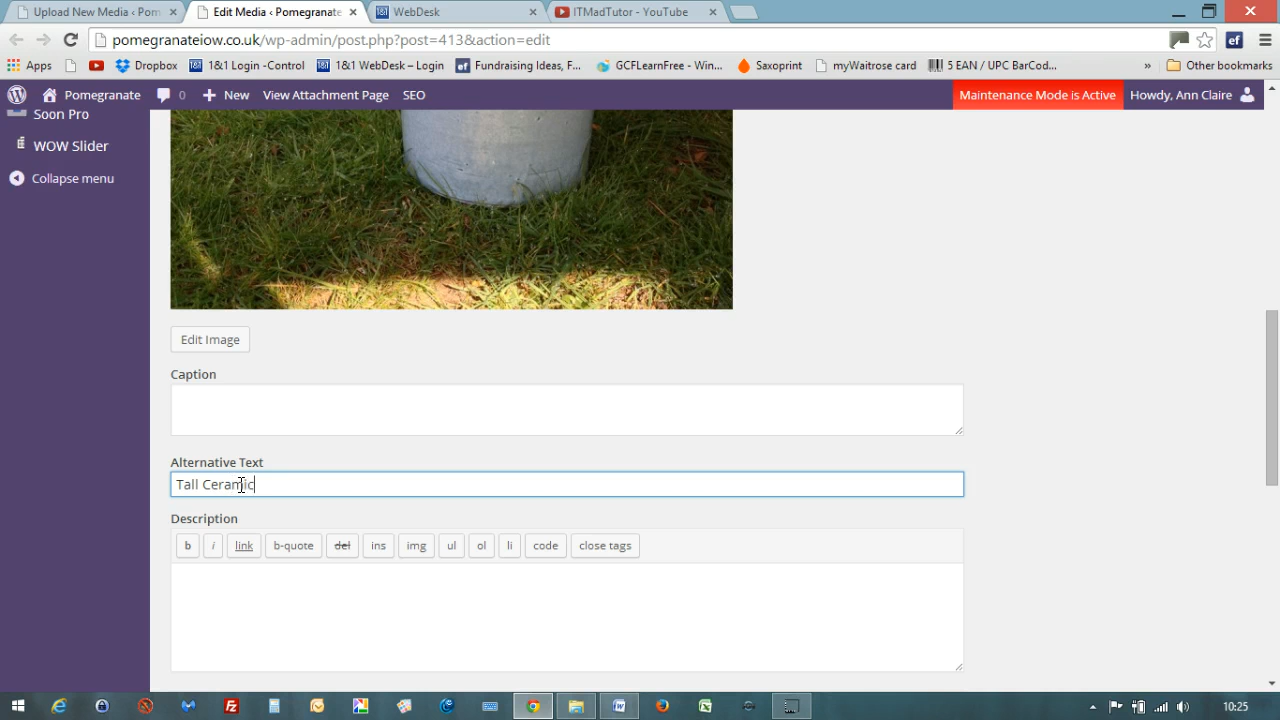 Upload New Media ‹ Pom
Edit Media ‹ Pomegranate
WebDesk
ITMadTutor - YouTube
pomegranateiow.co.uk/wp-admin/post.php?post=413&action=edit
Apps
Dropbox
1&1 Login -Control
1&1 WebDesk – Login
Fundraising Ideas, F...
GCFLearnFree - Win...
Saxoprint
myWaitrose card
5 EAN / UPC BarCod...
»
Other bookmarks
Pomegranate
0
New
View Attachment Page
SEO
Maintenance Mode is Active
Howdy, Ann Claire
Soon Pro
WOW Slider
Collapse menu
Edit Image
Caption
Alternative Text
Tall Ceramic
Description
b
i
link
b-quote
del
ins
img
ul
ol
li
code
close tags
10:25